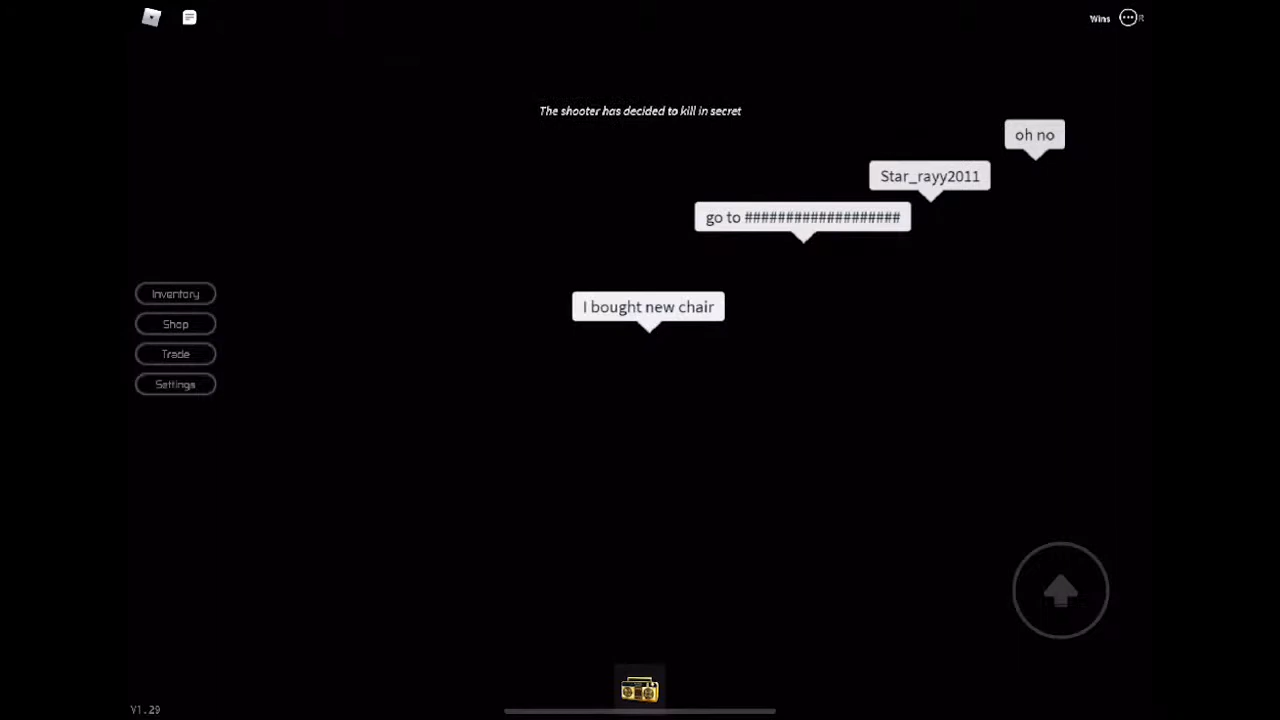 Wins
The shooter has decided to kill in secret
oh no
Star_rayy2011
go to ###################
Inventory
I bought new chair
Shop
Trade
Settings
V1.29